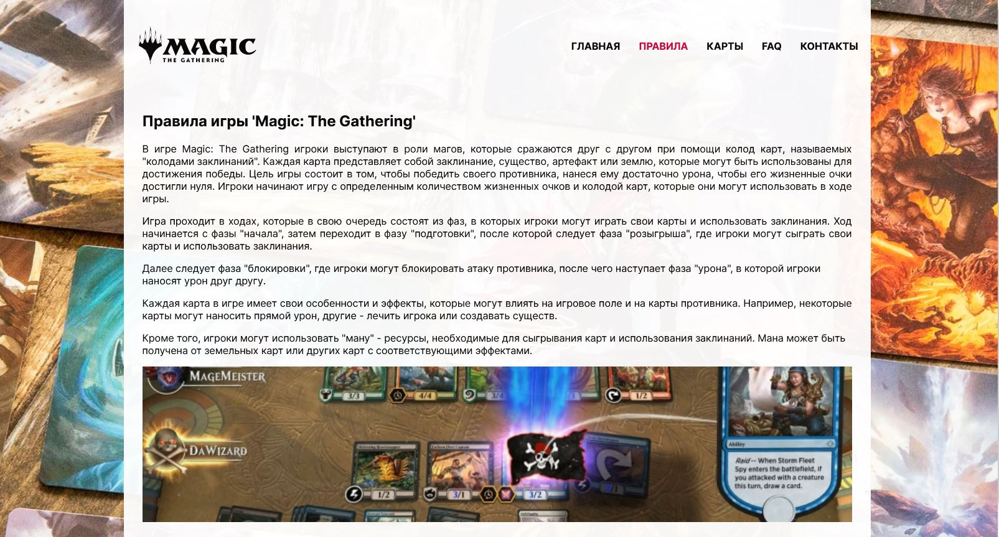 MAGIC
THE GATHERING
ГЛАВНАЯ ПРАВИЛА КАРТЫ FAQ КОНТАКТЫ
Правила игры 'Magic: The Gathering'
В игре Magic: The Gathering игроки выступают в роли магов, которые сражаются друг с другом при помощи колод карт, называемых
"колодами заклинаний". Каждая карта представляет собой заклинание, существо, артефакт или землю, которые могут быть использованы для
достижения победы. Цель игры состоит в том, чтобы победить своего противника, нанеся ему достаточно урона, чтобы его жизненные очки
достигли нуля. Игроки начинают игру с определенным количеством жизненных очков и колодой карт, которые они могут использовать в ходе
игры.
Игра проходит в ходах, которые в свою очередь состоят из фаз, в которых игроки могут играть свои карты и использовать заклинания. Ход
начинается с фазы "начала", затем переходит в фазу "подготовки", после которой следует фаза "розыгрыша", где игроки могут сыграть свои
карты и использовать заклинания.
Далее следует фаза "блокировки", где игроки могут блокировать атаку противника, после чего наступает фаза "урона", в которой игроки
наносят урон друг другу.
Каждая карта в игре имеет свои особенности и эффекты, которые могут влиять на игровое поле и на карты противника. Например, некоторые
карты могут наносить прямой урон, другие - лечить игрока или создавать существ.
Кроме того, игроки могут использовать "ману" - ресурсы, необходимые для сыгрывания карт и использования заклинаний. Мана может быть
получена от земельных карт или других карт с соответствующими эффектами.
MAGEMEISTER
3/3 4/4 3/4 3/3 1/2
DAWIZARD
Fathom Fleet Captain
1/2 3/1 3/2 /1
Ability
Raid -- When Storm Fleet
Spy enters the battlefield, if
you attacked with a creature
this turn, draw a card.